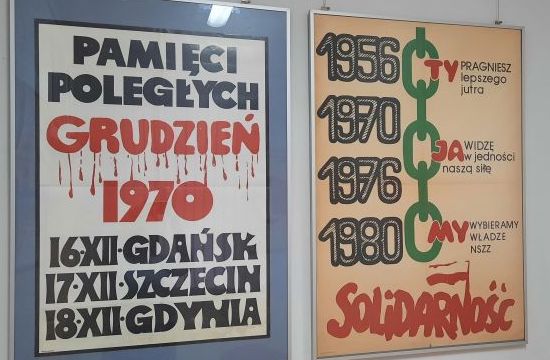 PAMIĘCI
POLEGŁYCH
GRUDZIEŃ
1970
16·XII·GDAŃSK
17·XII·SZCZECIN
18·XII·GDYNIA
1956
TY PRAGNIESZ
lepszego
jutra
1970
JA WIDZĘ
w jedności
naszą siłę
1976
1980
MY WYBIERAMY
WŁADZE
NSZZ
SOLIDARNOŚĆ